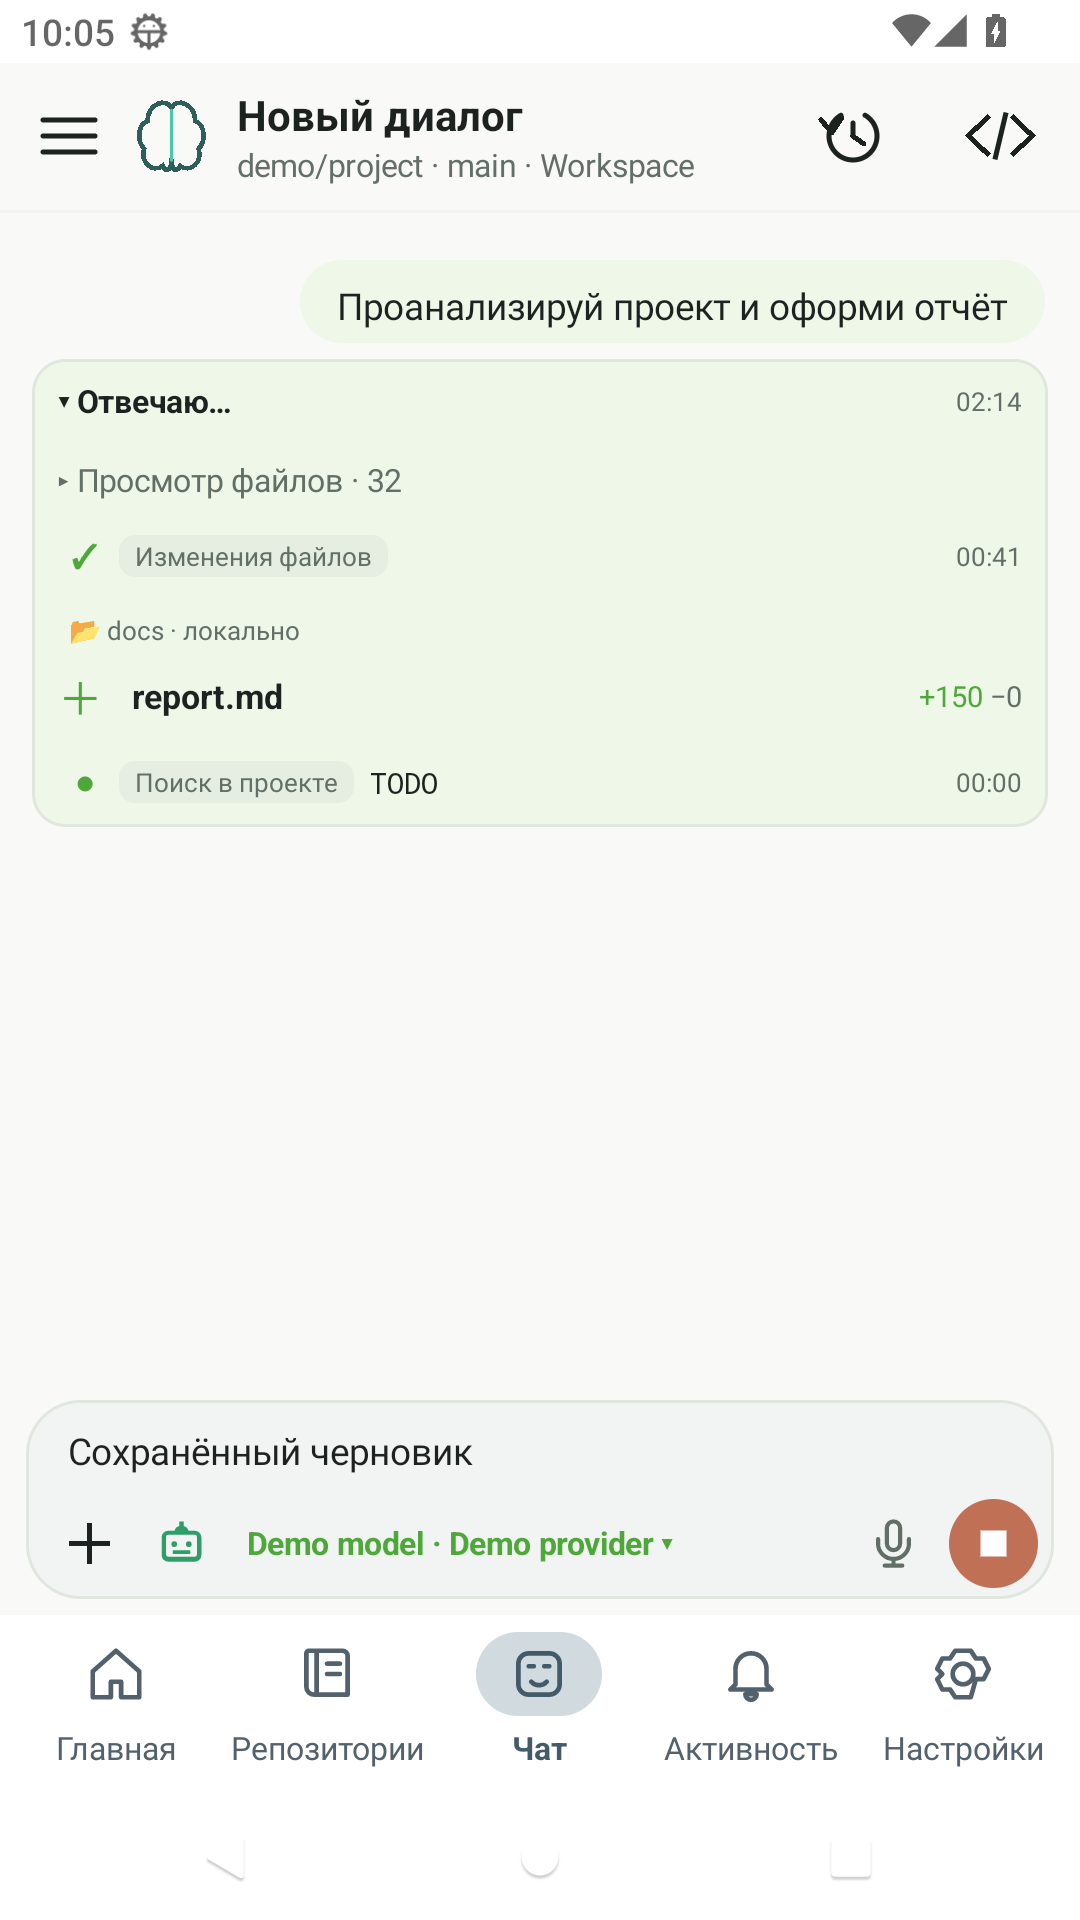 10:05
Новый диалог
demo/project · main · Workspace
Проанализируй проект и оформи отчёт
▾ Отвечаю… 02:14
▸ Просмотр файлов · 32
✓ Изменения файлов 00:41
📂 docs · локально
+ report.md +150 −0
● Поиск в проекте TODO 00:00
Сохранённый черновик
Demo model · Demo provider ▾
Главная Репозитории Чат Активность Настройки